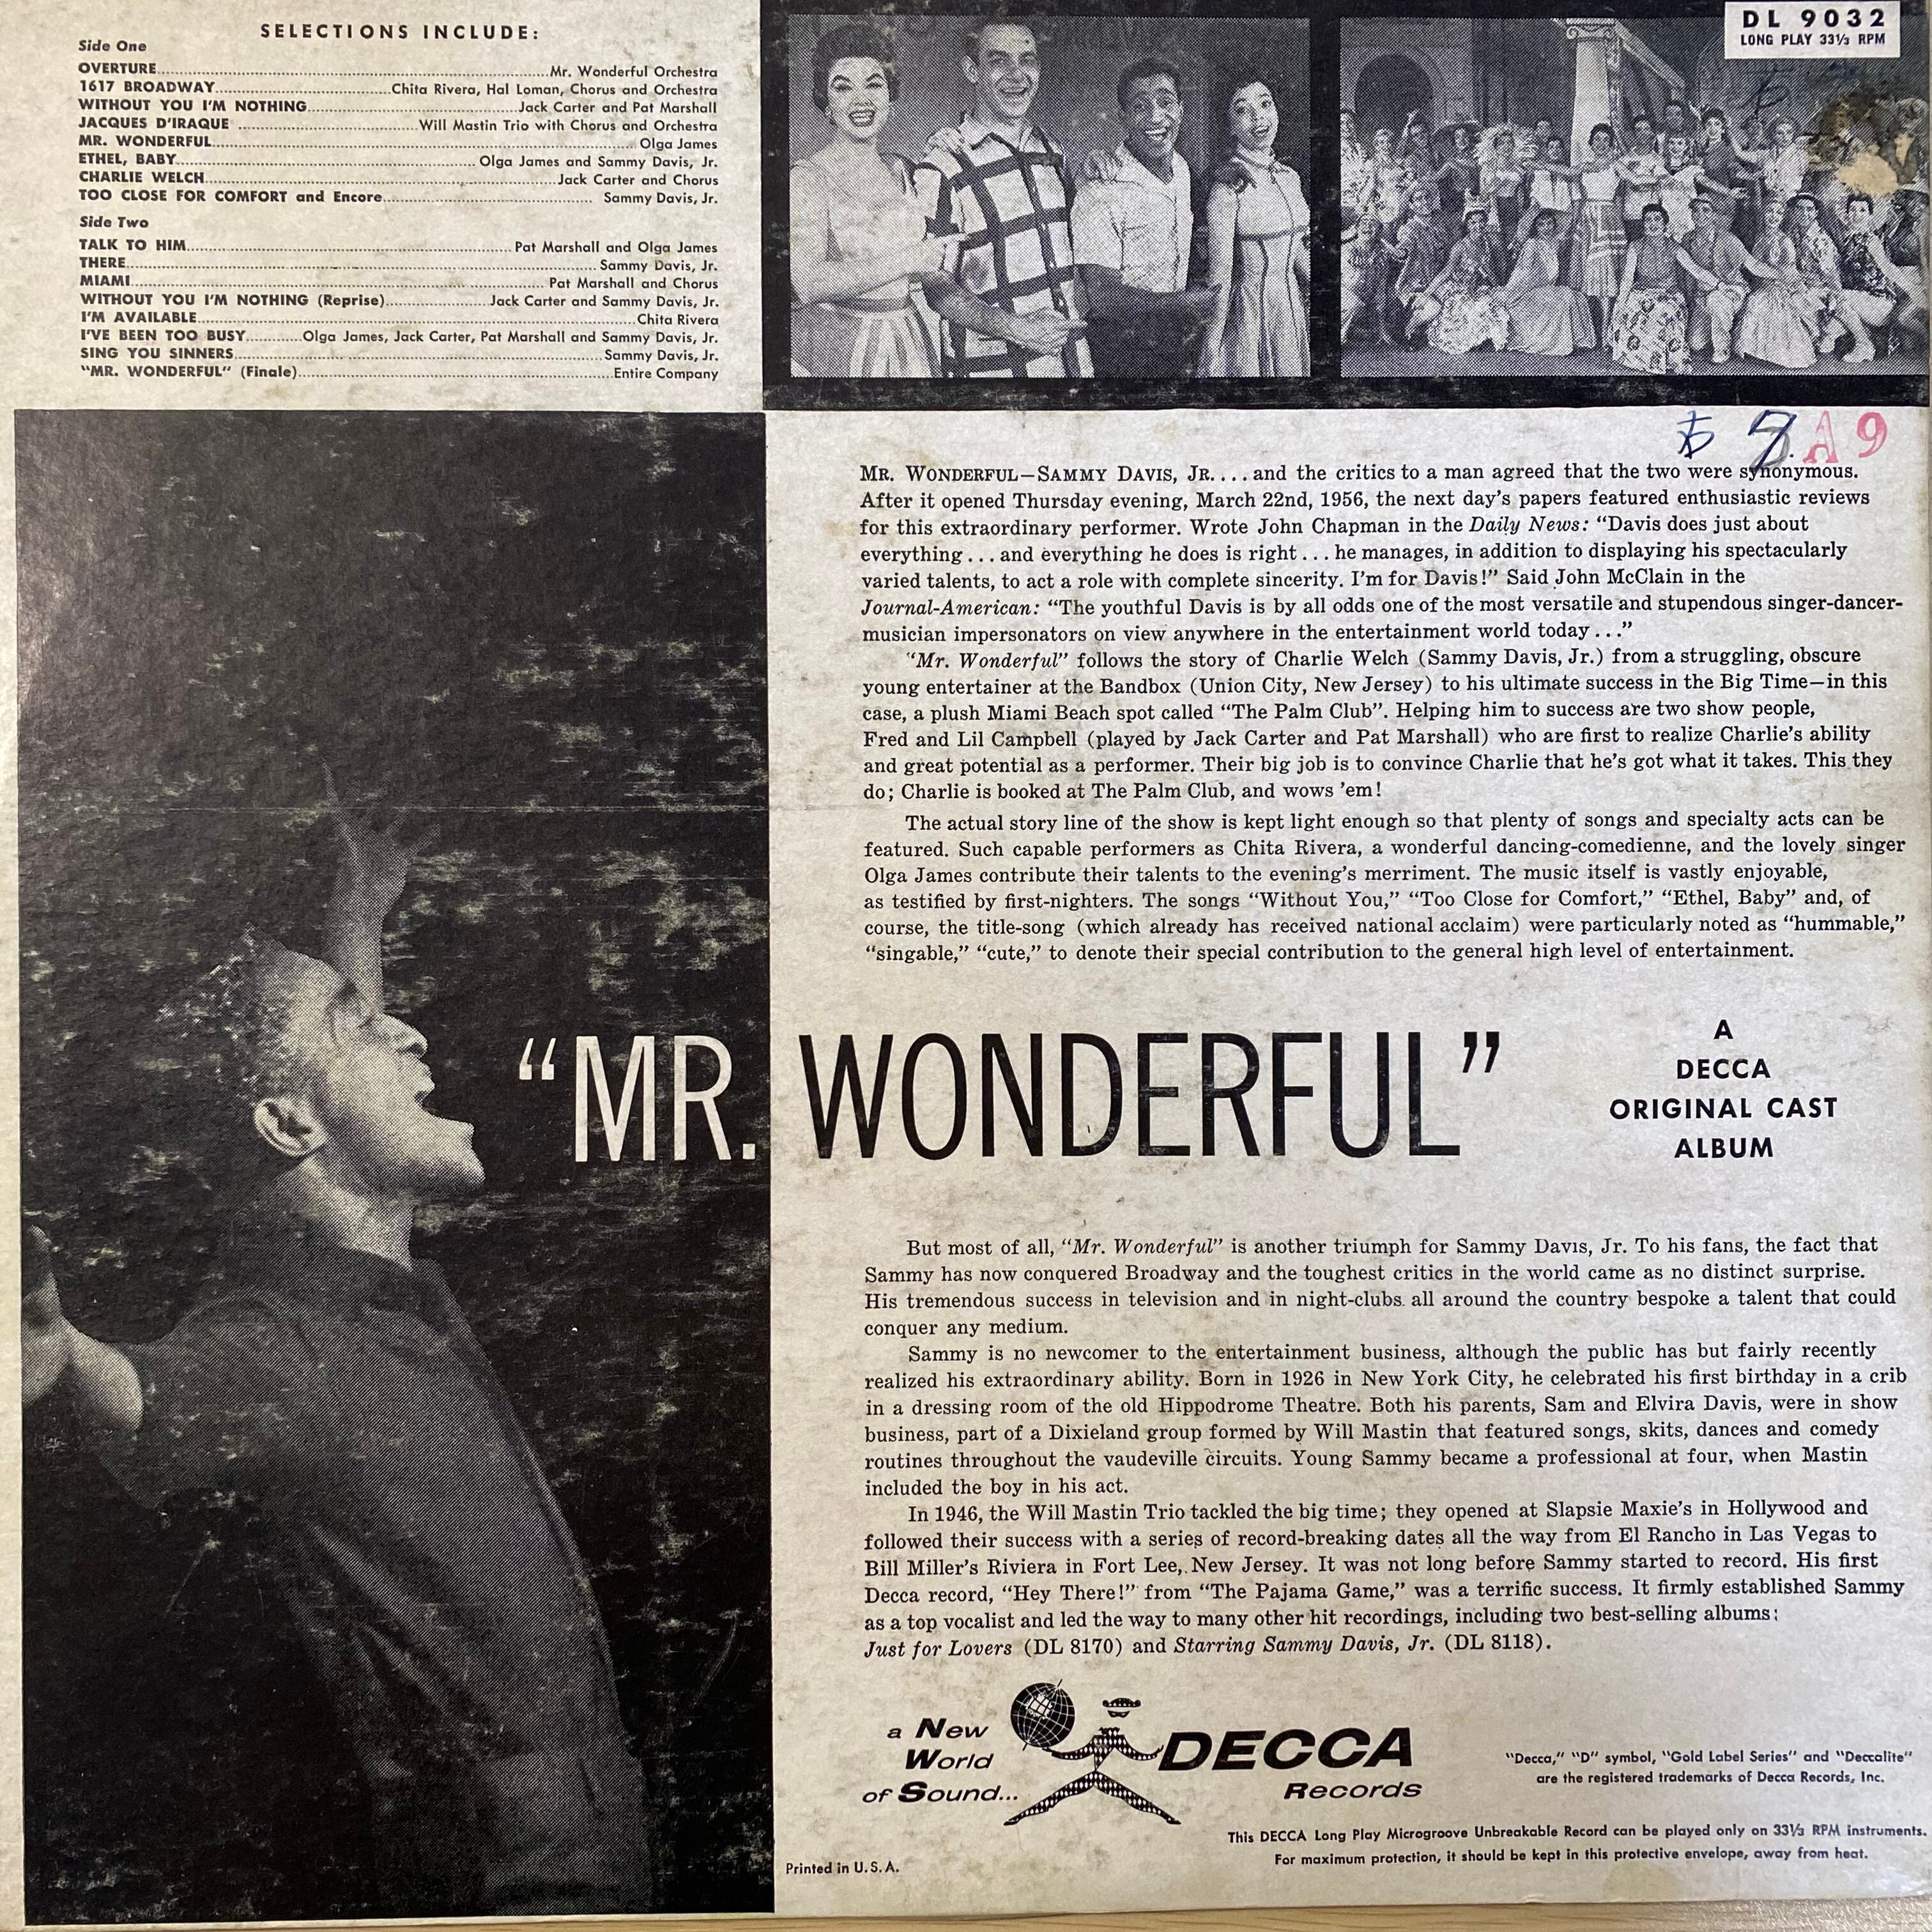 SELECTIONS INCLUDE:
Side One
OVERTURE Mr. Wonderful Orchestra
1617 BROADWAY Chita Rivera, Hal Loman, Chorus and Orchestra
WITHOUT YOU I'M NOTHING Jack Carter and Pat Marshall
JACQUES D'IRAQUE Will Mastin Trio with Chorus and Orchestra
MR. WONDERFUL Olga James
ETHEL, BABY Olga James and Sammy Davis, Jr.
CHARLIE WELCH Jack Carter and Chorus
TOO CLOSE FOR COMFORT and Encore Sammy Davis, Jr.
Side Two
TALK TO HIM Pat Marshall and Olga James
THERE Sammy Davis, Jr.
MIAMI Pat Marshall and Chorus
WITHOUT YOU I'M NOTHING (Reprise) Jack Carter and Sammy Davis, Jr.
I'M AVAILABLE Chita Rivera
I'VE BEEN TOO BUSY Olga James, Jack Carter, Pat Marshall and Sammy Davis, Jr.
SING YOU SINNERS Sammy Davis, Jr.
"MR. WONDERFUL" (Finale) Entire Company
DL 9032
LONG PLAY 33⅓ RPM
A9
MR. WONDERFUL—SAMMY DAVIS, JR. . . . and the critics to a man agreed that the two were synonymous.
After it opened Thursday evening, March 22nd, 1956, the next day's papers featured enthusiastic reviews
for this extraordinary performer. Wrote John Chapman in the Daily News: "Davis does just about
everything . . . and everything he does is right . . . he manages, in addition to displaying his spectacularly
varied talents, to act a role with complete sincerity. I'm for Davis!" Said John McClain in the
Journal-American: "The youthful Davis is by all odds one of the most versatile and stupendous singer-dancer-
musician impersonators on view anywhere in the entertainment world today . . ."
"Mr. Wonderful" follows the story of Charlie Welch (Sammy Davis, Jr.) from a struggling, obscure
young entertainer at the Bandbox (Union City, New Jersey) to his ultimate success in the Big Time—in this
case, a plush Miami Beach spot called "The Palm Club". Helping him to success are two show people,
Fred and Lil Campbell (played by Jack Carter and Pat Marshall) who are first to realize Charlie's ability
and great potential as a performer. Their big job is to convince Charlie that he's got what it takes. This they
do; Charlie is booked at The Palm Club, and wows 'em!
The actual story line of the show is kept light enough so that plenty of songs and specialty acts can be
featured. Such capable performers as Chita Rivera, a wonderful dancing-comedienne, and the lovely singer
Olga James contribute their talents to the evening's merriment. The music itself is vastly enjoyable,
as testified by first-nighters. The songs "Without You," "Too Close for Comfort," "Ethel, Baby" and, of
course, the title-song (which already has received national acclaim) were particularly noted as "hummable,"
"singable," "cute," to denote their special contribution to the general high level of entertainment.
"MR. WONDERFUL"
A
DECCA
ORIGINAL CAST
ALBUM
But most of all, "Mr. Wonderful" is another triumph for Sammy Davis, Jr. To his fans, the fact that
Sammy has now conquered Broadway and the toughest critics in the world came as no distinct surprise.
His tremendous success in television and in night-clubs all around the country bespoke a talent that could
conquer any medium.
Sammy is no newcomer to the entertainment business, although the public has but fairly recently
realized his extraordinary ability. Born in 1926 in New York City, he celebrated his first birthday in a crib
in a dressing room of the old Hippodrome Theatre. Both his parents, Sam and Elvira Davis, were in show
business, part of a Dixieland group formed by Will Mastin that featured songs, skits, dances and comedy
routines throughout the vaudeville circuits. Young Sammy became a professional at four, when Mastin
included the boy in his act.
In 1946, the Will Mastin Trio tackled the big time; they opened at Slapsie Maxie's in Hollywood and
followed their success with a series of record-breaking dates all the way from El Rancho in Las Vegas to
Bill Miller's Riviera in Fort Lee, New Jersey. It was not long before Sammy started to record. His first
Decca record, "Hey There!" from "The Pajama Game," was a terrific success. It firmly established Sammy
as a top vocalist and led the way to many other hit recordings, including two best-selling albums:
Just for Lovers (DL 8170) and Starring Sammy Davis, Jr. (DL 8118).
a New
World
of Sound...
DECCA
Records
"Decca," "D" symbol, "Gold Label Series" and "Deccalite"
are the registered trademarks of Decca Records, Inc.
This DECCA Long Play Microgroove Unbreakable Record can be played only on 33⅓ RPM instruments.
For maximum protection, it should be kept in this protective envelope, away from heat.
Printed in U.S.A.